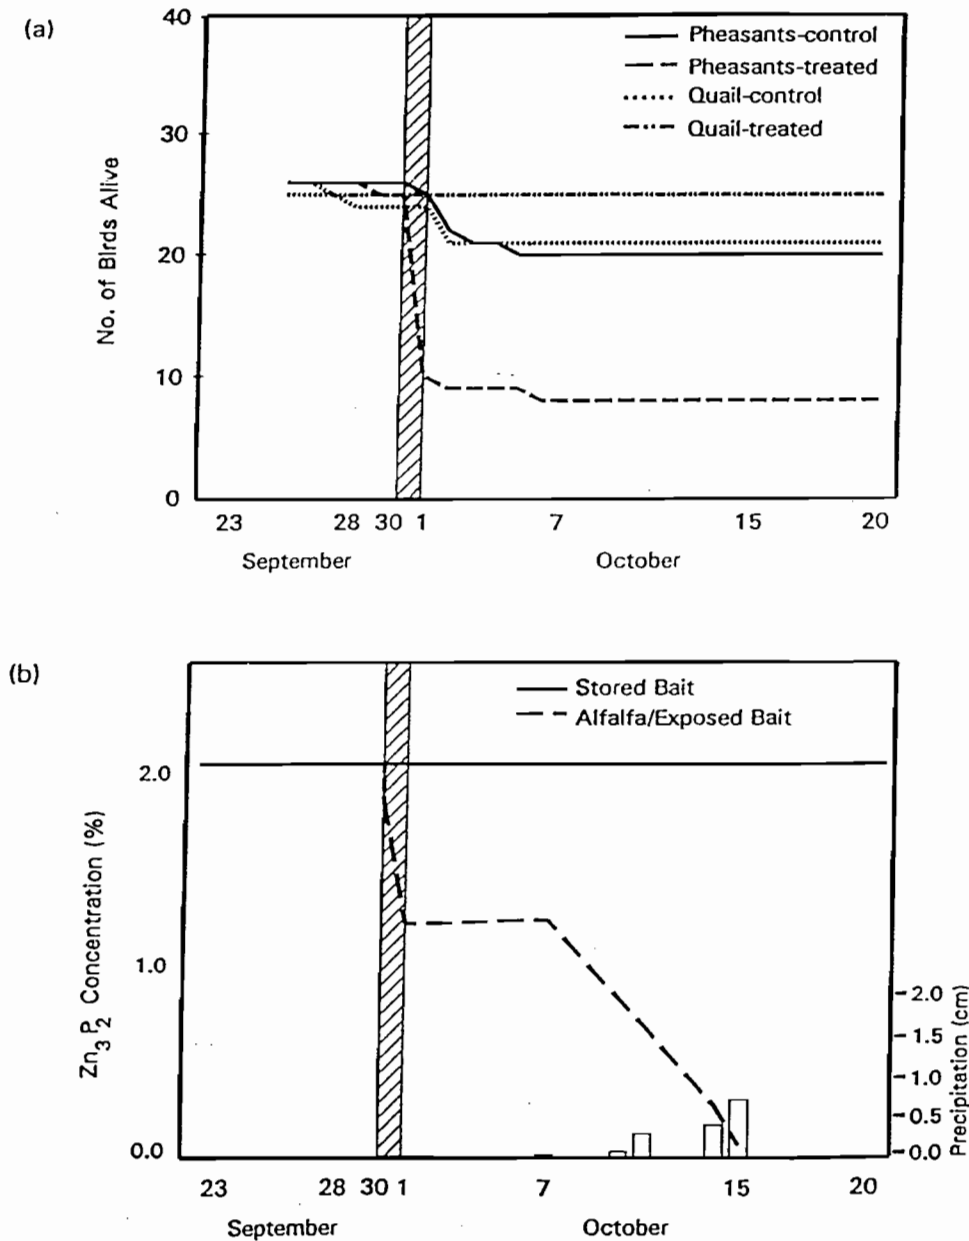 (a)
40
30
20
10
0
No. of Birds Alive
Pheasants-control
Pheasants-treated
Quail-control
Quail-treated
23 28 30 1 7 15 20
September October
(b)
2.0
1.0
0.0
Zn3P2 Concentration (%)
Stored Bait
Alfalfa/Exposed Bait
2.0
1.5
1.0
0.5
0.0
Precipitation (cm)
23 28 30 1 7 15 20
September October